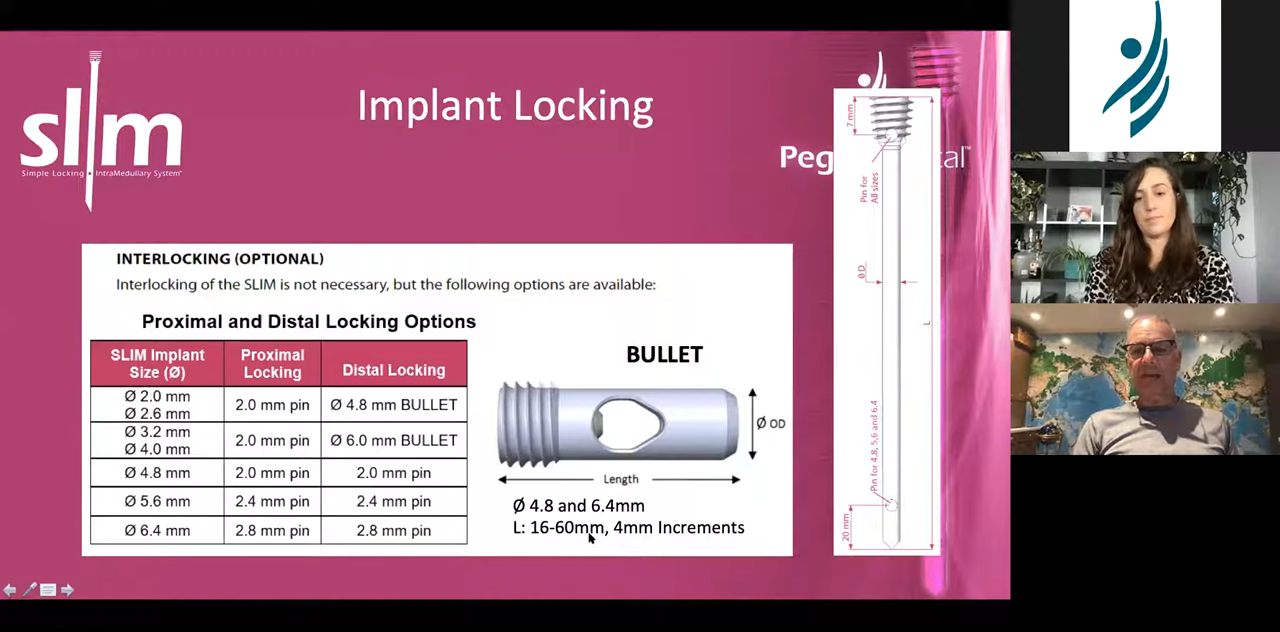 slim
Simple Locking • IntraMedullary System
Implant Locking
INTERLOCKING (OPTIONAL)
Interlocking of the SLIM is not necessary, but the following options are available:
Proximal and Distal Locking Options
SLIM Implant Size (Ø) Proximal Locking Distal Locking
Ø 2.0 mm
Ø 2.6 mm 2.0 mm pin Ø 4.8 mm BULLET
Ø 3.2 mm
Ø 4.0 mm 2.0 mm pin Ø 6.0 mm BULLET
Ø 4.8 mm 2.0 mm pin 2.0 mm pin
Ø 5.6 mm 2.4 mm pin 2.4 mm pin
Ø 6.4 mm 2.8 mm pin 2.8 mm pin
BULLET
Ø OD
Length
Ø 4.8 and 6.4mm
L: 16-60mm, 4mm Increments
7 mm
Pin for
All sizes
Ø D
L
Pin for 4.8, 5.6 and 6.4
20 mm